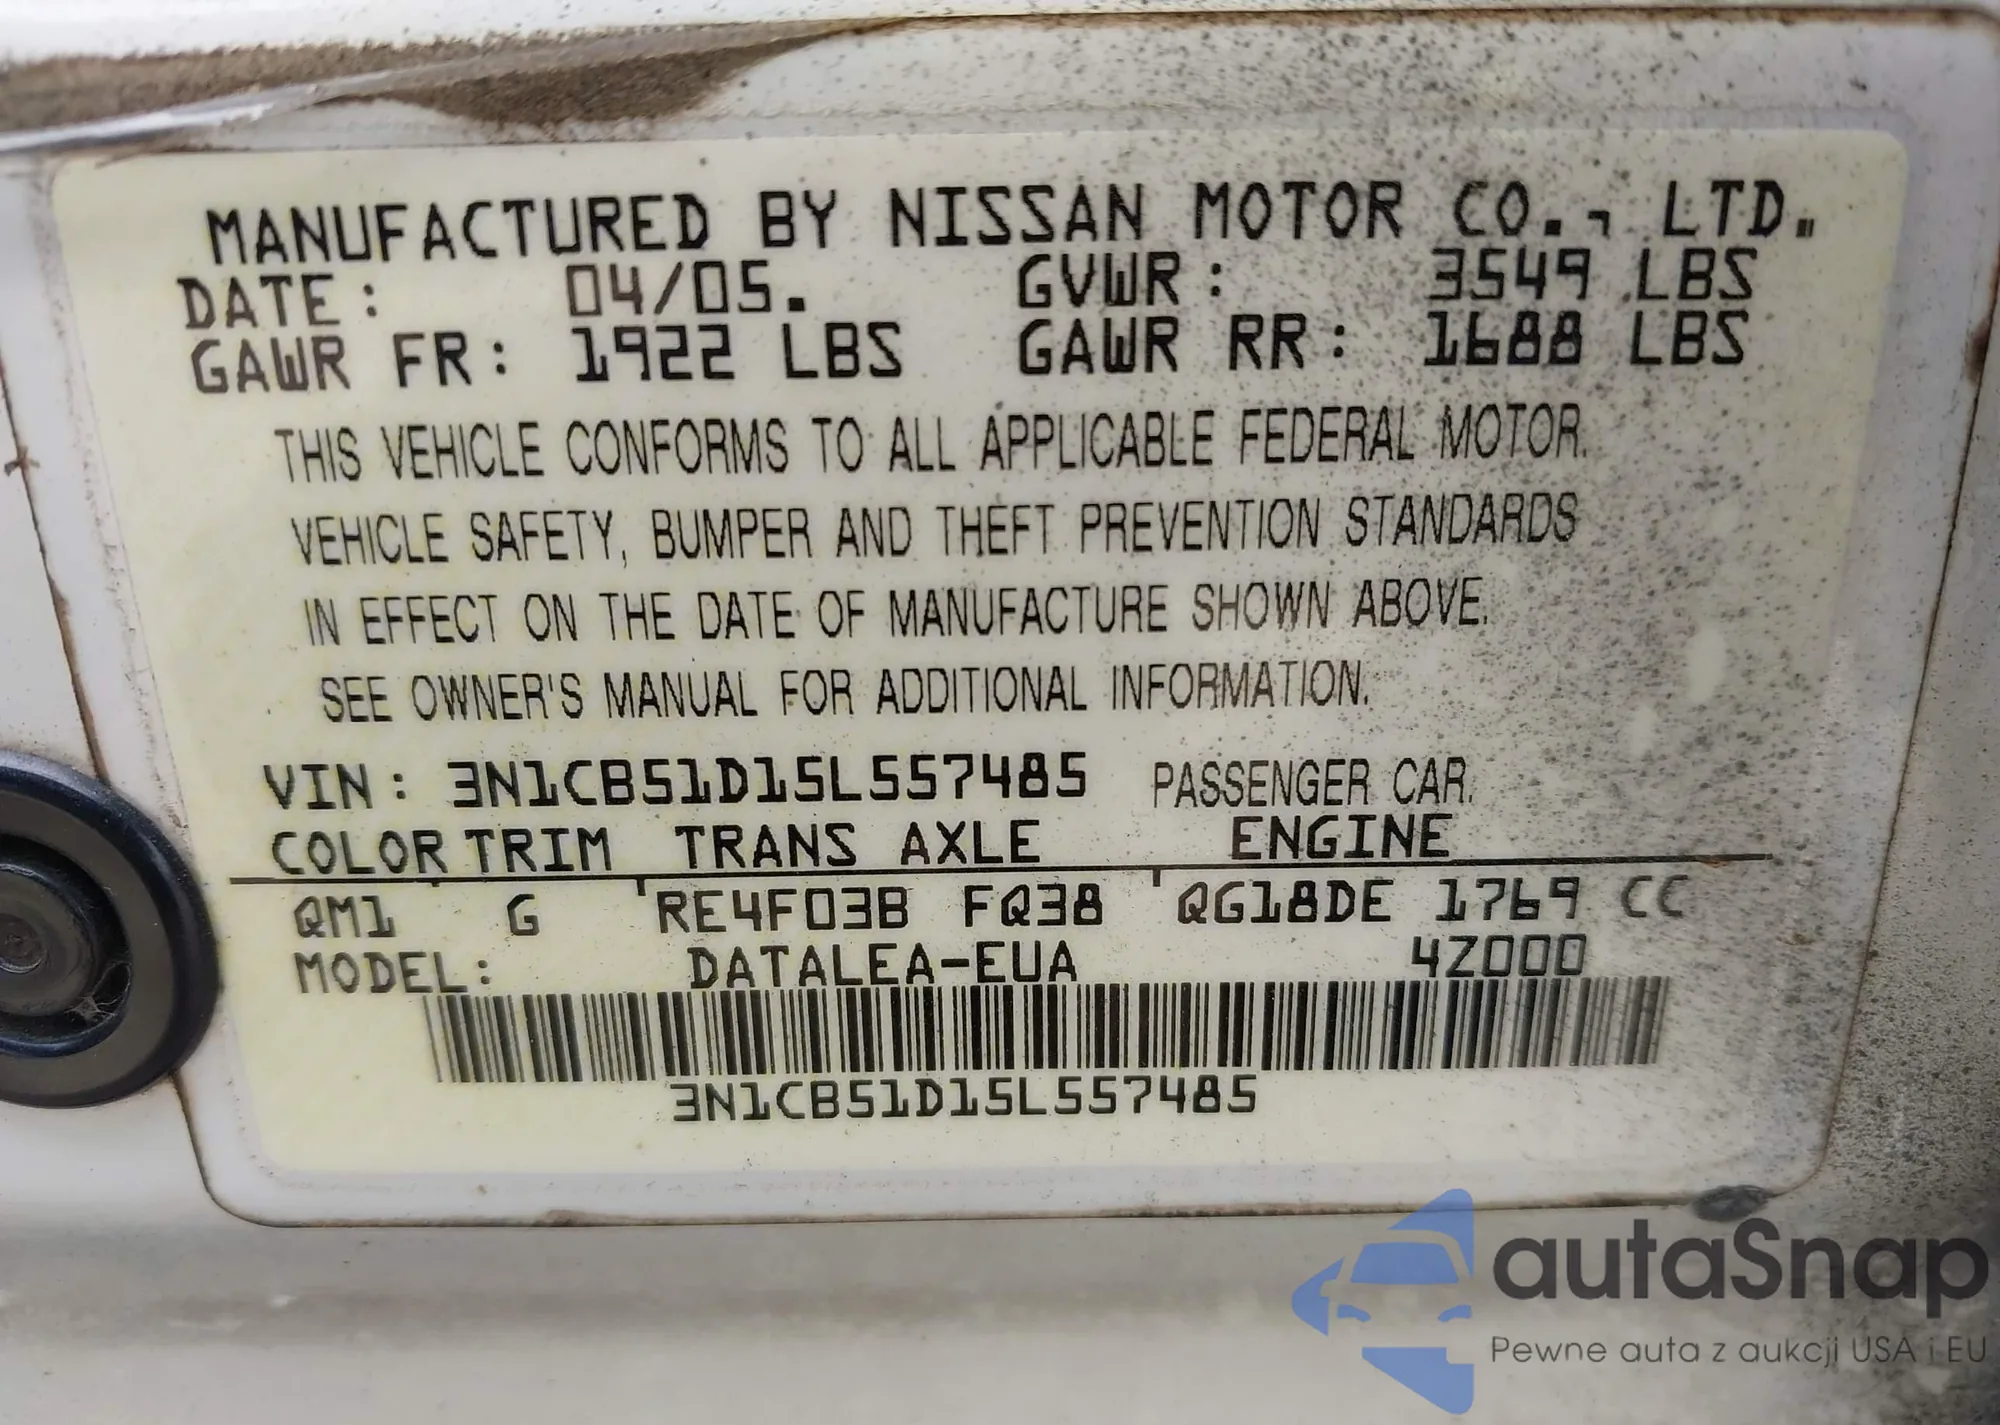 MANUFACTURED BY NISSAN MOTOR CO., LTD.
DATE: 04/05. GVWR: 3549 LBS
GAWR FR: 1922 LBS GAWR RR: 1688 LBS
THIS VEHICLE CONFORMS TO ALL APPLICABLE FEDERAL MOTOR
VEHICLE SAFETY, BUMPER AND THEFT PREVENTION STANDARDS
IN EFFECT ON THE DATE OF MANUFACTURE SHOWN ABOVE.
SEE OWNER'S MANUAL FOR ADDITIONAL INFORMATION.
VIN: 3N1CB51D15L557485 PASSENGER CAR.
COLOR TRIM TRANS AXLE ENGINE
QM1 G RE4F03B FQ38 QG18DE 1769 CC
MODEL: DATALEA-EUA 4Z000
3N1CB51D15L557485
autaSnap
Pewne auta z aukcji USA i EU